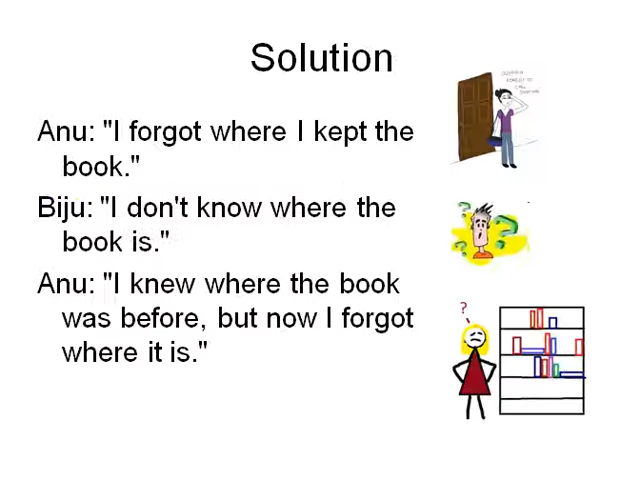 Solution
Anu: "I forgot where I kept the
book."
Biju: "I don't know where the
book is."
Anu: "I knew where the book
was before, but now I forgot
where it is."
?